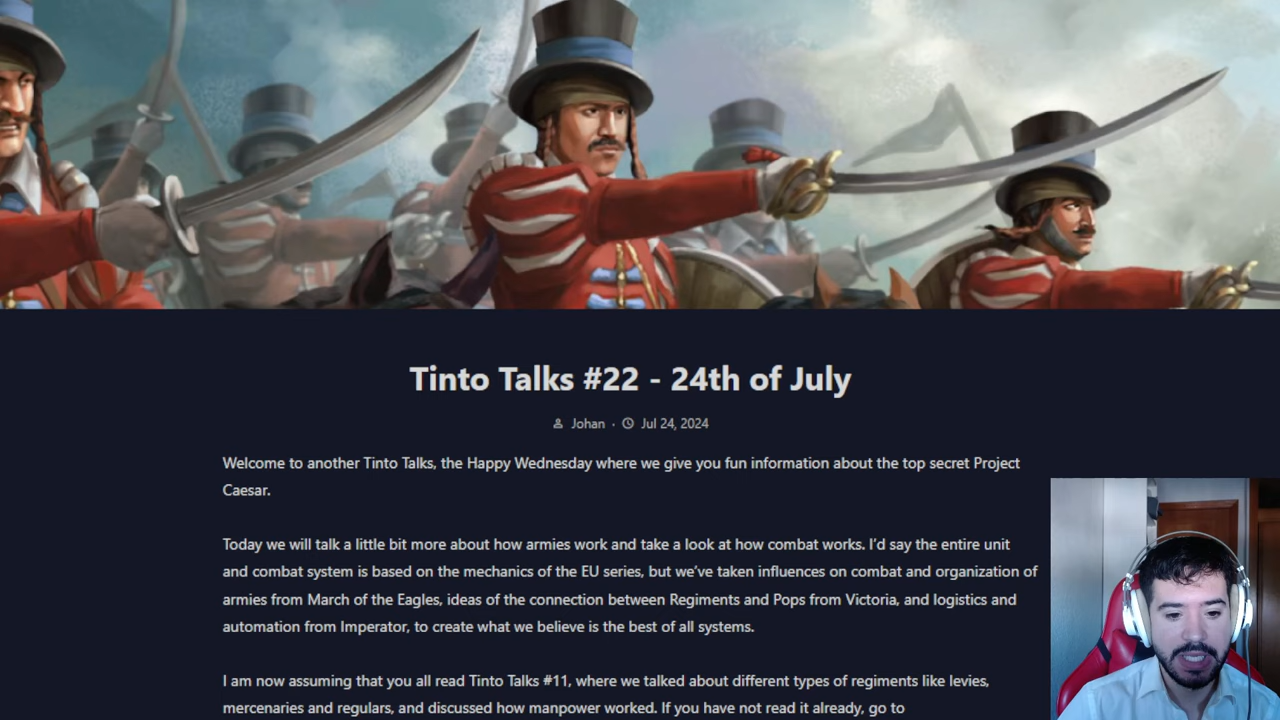 Tinto Talks #22 - 24th of July
Johan · Jul 24, 2024
Welcome to another Tinto Talks, the Happy Wednesday where we give you fun information about the top secret Project
Caesar.
Today we will talk a little bit more about how armies work and take a look at how combat works. I’d say the entire unit
and combat system is based on the mechanics of the EU series, but we’ve taken influences on combat and organization of
armies from March of the Eagles, ideas of the connection between Regiments and Pops from Victoria, and logistics and
automation from Imperator, to create what we believe is the best of all systems.
I am now assuming that you all read Tinto Talks #11, where we talked about different types of regiments like levies,
mercenaries and regulars, and discussed how manpower worked. If you have not read it already, go to